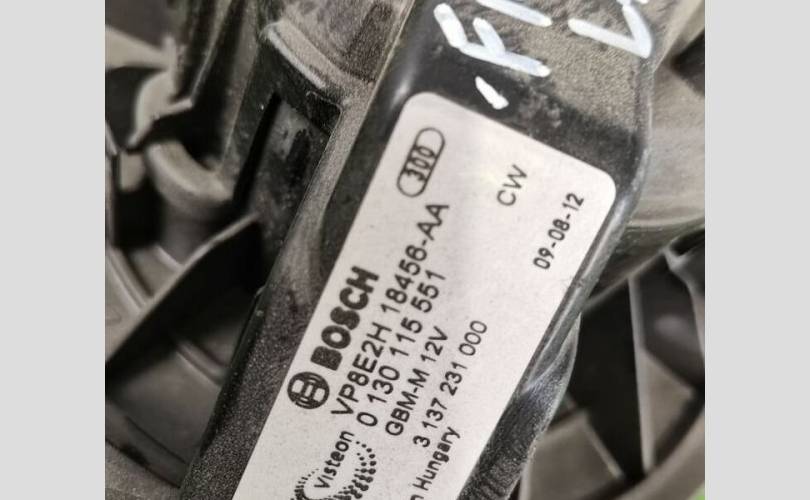 300
CW
09-08-12
BOSCH
VP8E2H 18456-AA
0 130 115 551
GBM-M 12V
3 137 231 000
Visteon
Hungary